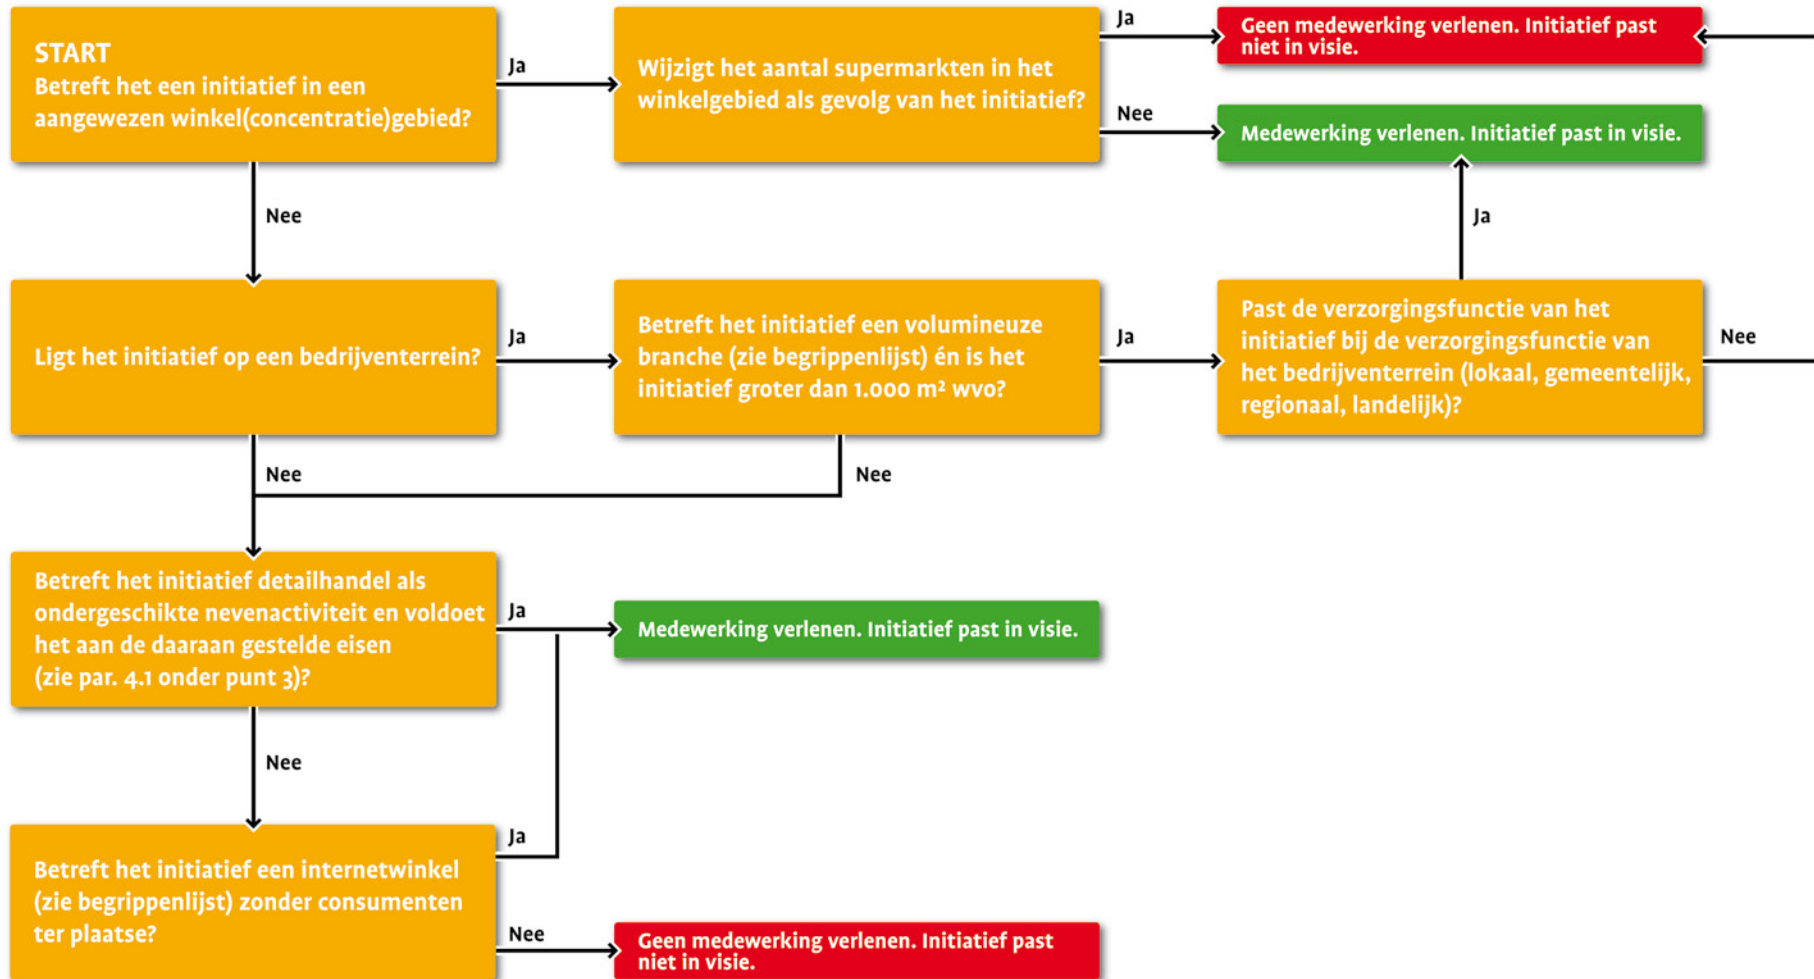 START
Betreft het een initiatief in een
aangewezen winkel(concentratie)gebied?
Ja
Wijzigt het aantal supermarkten in het
winkelgebied als gevolg van het initiatief?
Ja
Geen medewerking verlenen. Initiatief past
niet in visie.
Nee
Medewerking verlenen. Initiatief past in visie.
Nee
Ja
Ligt het initiatief op een bedrijventerrein?
Ja
Betreft het initiatief een volumineuze
branche (zie begrippenlijst) én is het
initiatief groter dan 1.000 m² wvo?
Ja
Past de verzorgingsfunctie van het
initiatief bij de verzorgingsfunctie van
het bedrijventerrein (lokaal, gemeentelijk,
regionaal, landelijk)?
Nee
Nee
Nee
Betreft het initiatief detailhandel als
ondergeschikte nevenactiviteit en voldoet
het aan de daaraan gestelde eisen
(zie par. 4.1 onder punt 3)?
Ja
Medewerking verlenen. Initiatief past in visie.
Nee
Betreft het initiatief een internetwinkel
(zie begrippenlijst) zonder consumenten
ter plaatse?
Ja
Nee
Geen medewerking verlenen. Initiatief past
niet in visie.